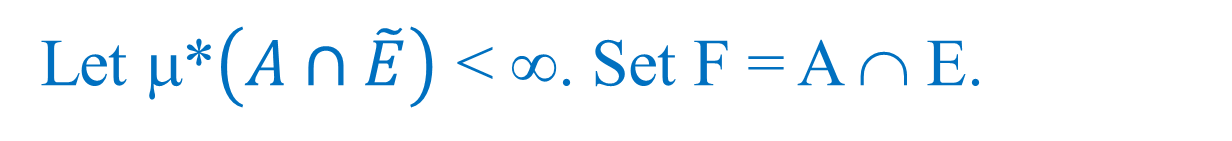 Let μ*(A ∩ Ẽ) < ∞. Set F = A ∩ E.